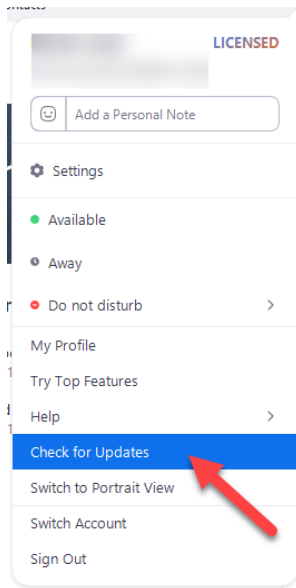 LICENSED
Add a Personal Note
Settings
Available
Away
Do not disturb
My Profile
Try Top Features
Help
Check for Updates
Switch to Portrait View
Switch Account
Sign Out